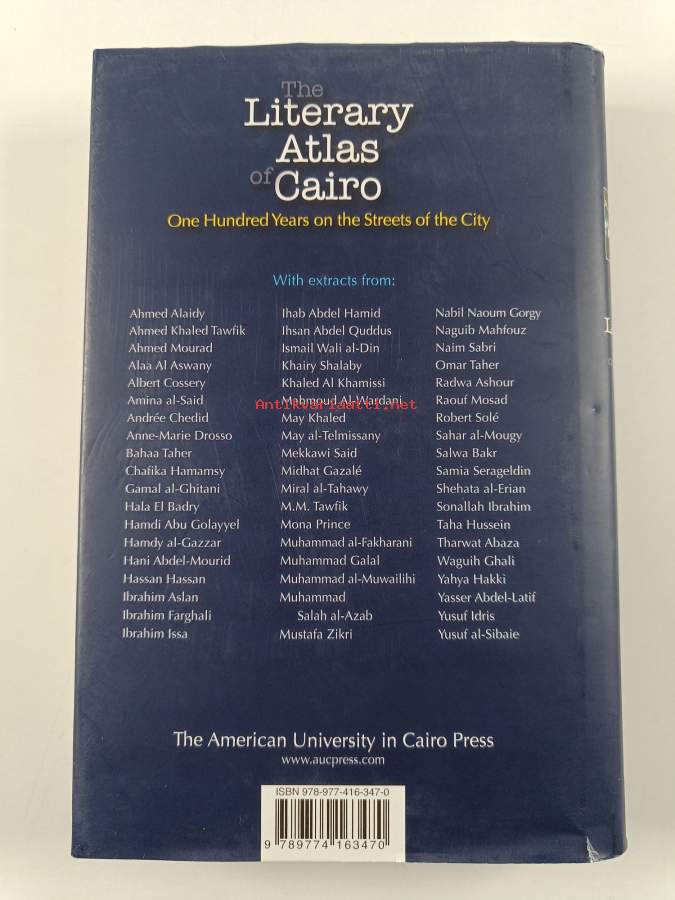 The
Literary
Atlas
of Cairo
One Hundred Years on the Streets of the City
With extracts from:
Ahmed Alaidy
Ahmed Khaled Tawfik
Ahmed Mourad
Alaa Al Aswany
Albert Cossery
Amina al-Said
Andrée Chedid
Anne-Marie Drosso
Bahaa Taher
Chafika Hamamsy
Gamal al-Ghitani
Hala El Badry
Hamdi Abu Golayyel
Hamdy al-Gazzar
Hani Abdel-Mourid
Hassan Hassan
Ibrahim Aslan
Ibrahim Farghali
Ibrahim Issa
Ihab Abdel Hamid
Ihsan Abdel Quddus
Ismail Wali al-Din
Khairy Shalaby
Khaled Al Khamissi
Mahmoud Al-Wardani
May Khaled
May al-Telmissany
Mekkawi Said
Midhat Gazalé
Miral al-Tahawy
M.M. Tawfik
Mona Prince
Muhammad al-Fakharani
Muhammad Galal
Muhammad al-Muwailihi
Muhammad
Salah al-Azab
Mustafa Zikri
Nabil Naoum Gorgy
Naguib Mahfouz
Naim Sabri
Omar Taher
Radwa Ashour
Raouf Mosad
Robert Solé
Sahar al-Mougy
Salwa Bakr
Samia Serageldin
Shehata al-Erian
Sonallah Ibrahim
Taha Hussein
Tharwat Abaza
Waguih Ghali
Yahya Hakki
Yasser Abdel-Latif
Yusuf Idris
Yusuf al-Sibaie
Antikvariaatti.net
The American University in Cairo Press
www.aucpress.com
ISBN 978-977-416-347-0
9 789774 163470